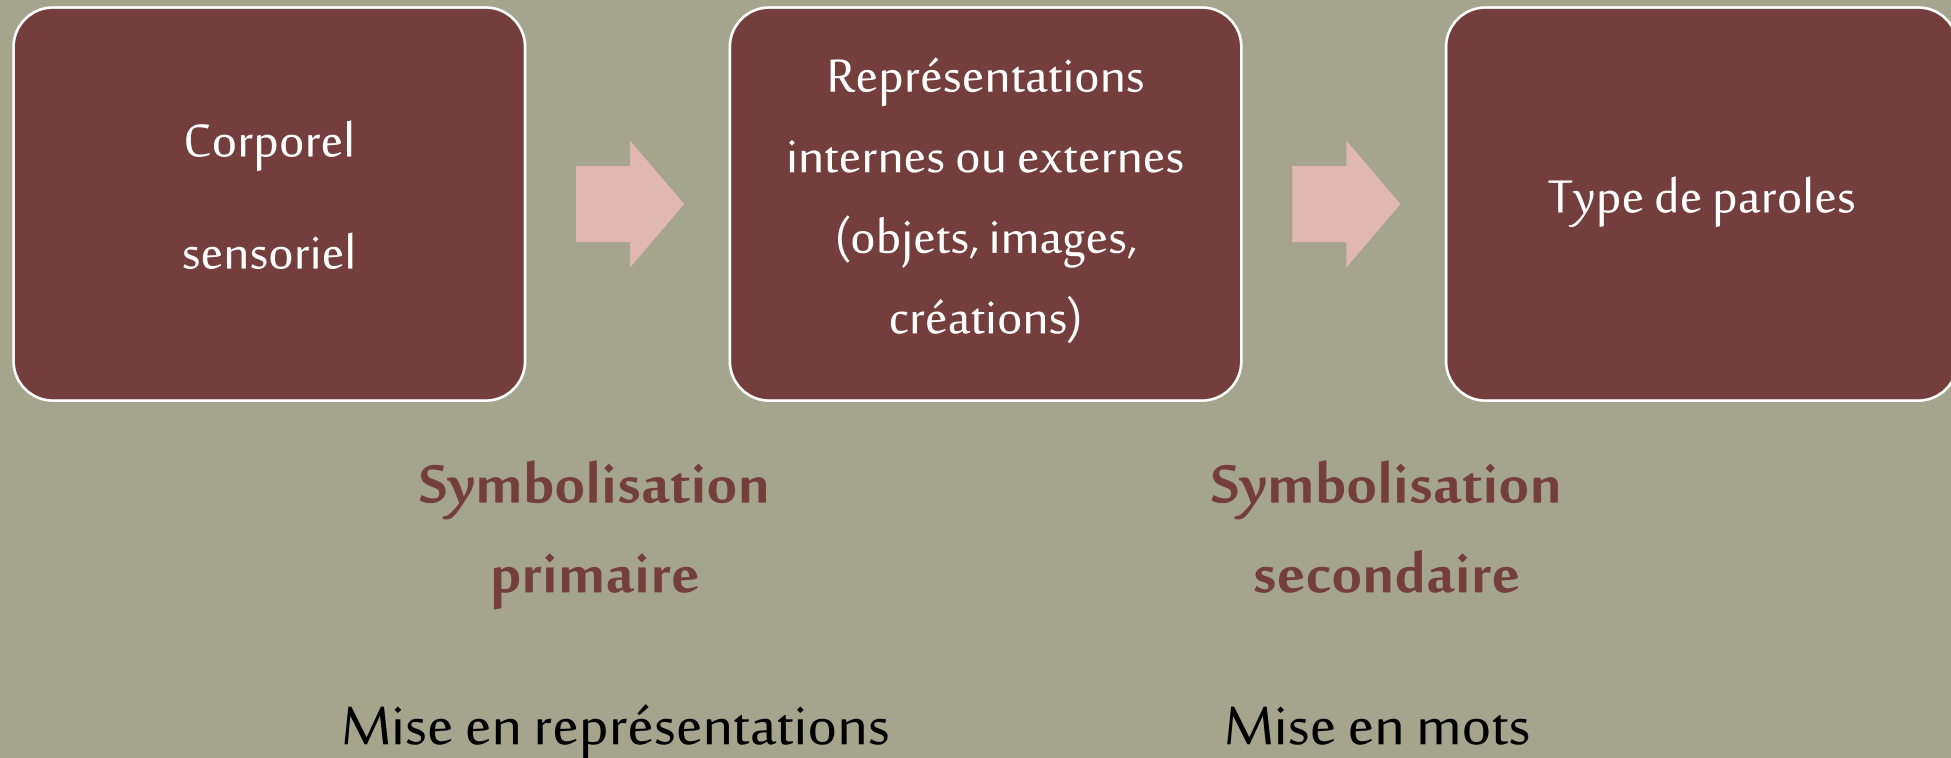 Corporel
sensoriel
Représentations
internes ou externes
(objets, images,
créations)
Type de paroles
Symbolisation
primaire
Symbolisation
secondaire
Mise en représentations
Mise en mots